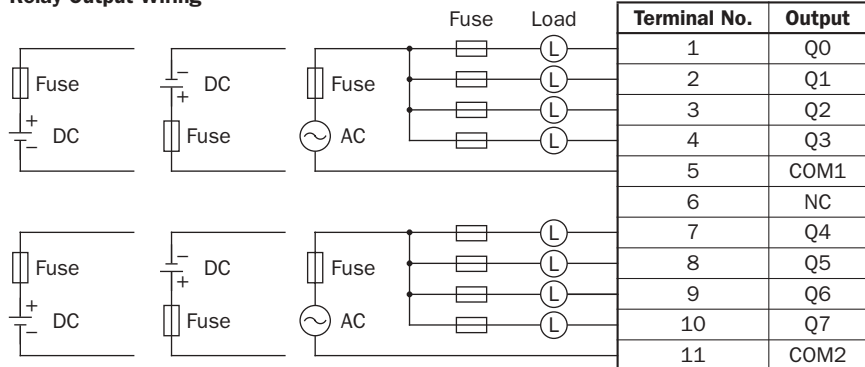 Relay Output Wiring
Fuse Load Terminal No. Output
1 Q0
Fuse DC Fuse 2 Q1
3 Q2
DC Fuse AC 4 Q3
5 COM1
6 NC
7 Q4
Fuse DC Fuse 8 Q5
9 Q6
DC Fuse AC 10 Q7
11 COM2
L
L
L
L
L
L
L
L
+
−
−
+
+
−
−
+